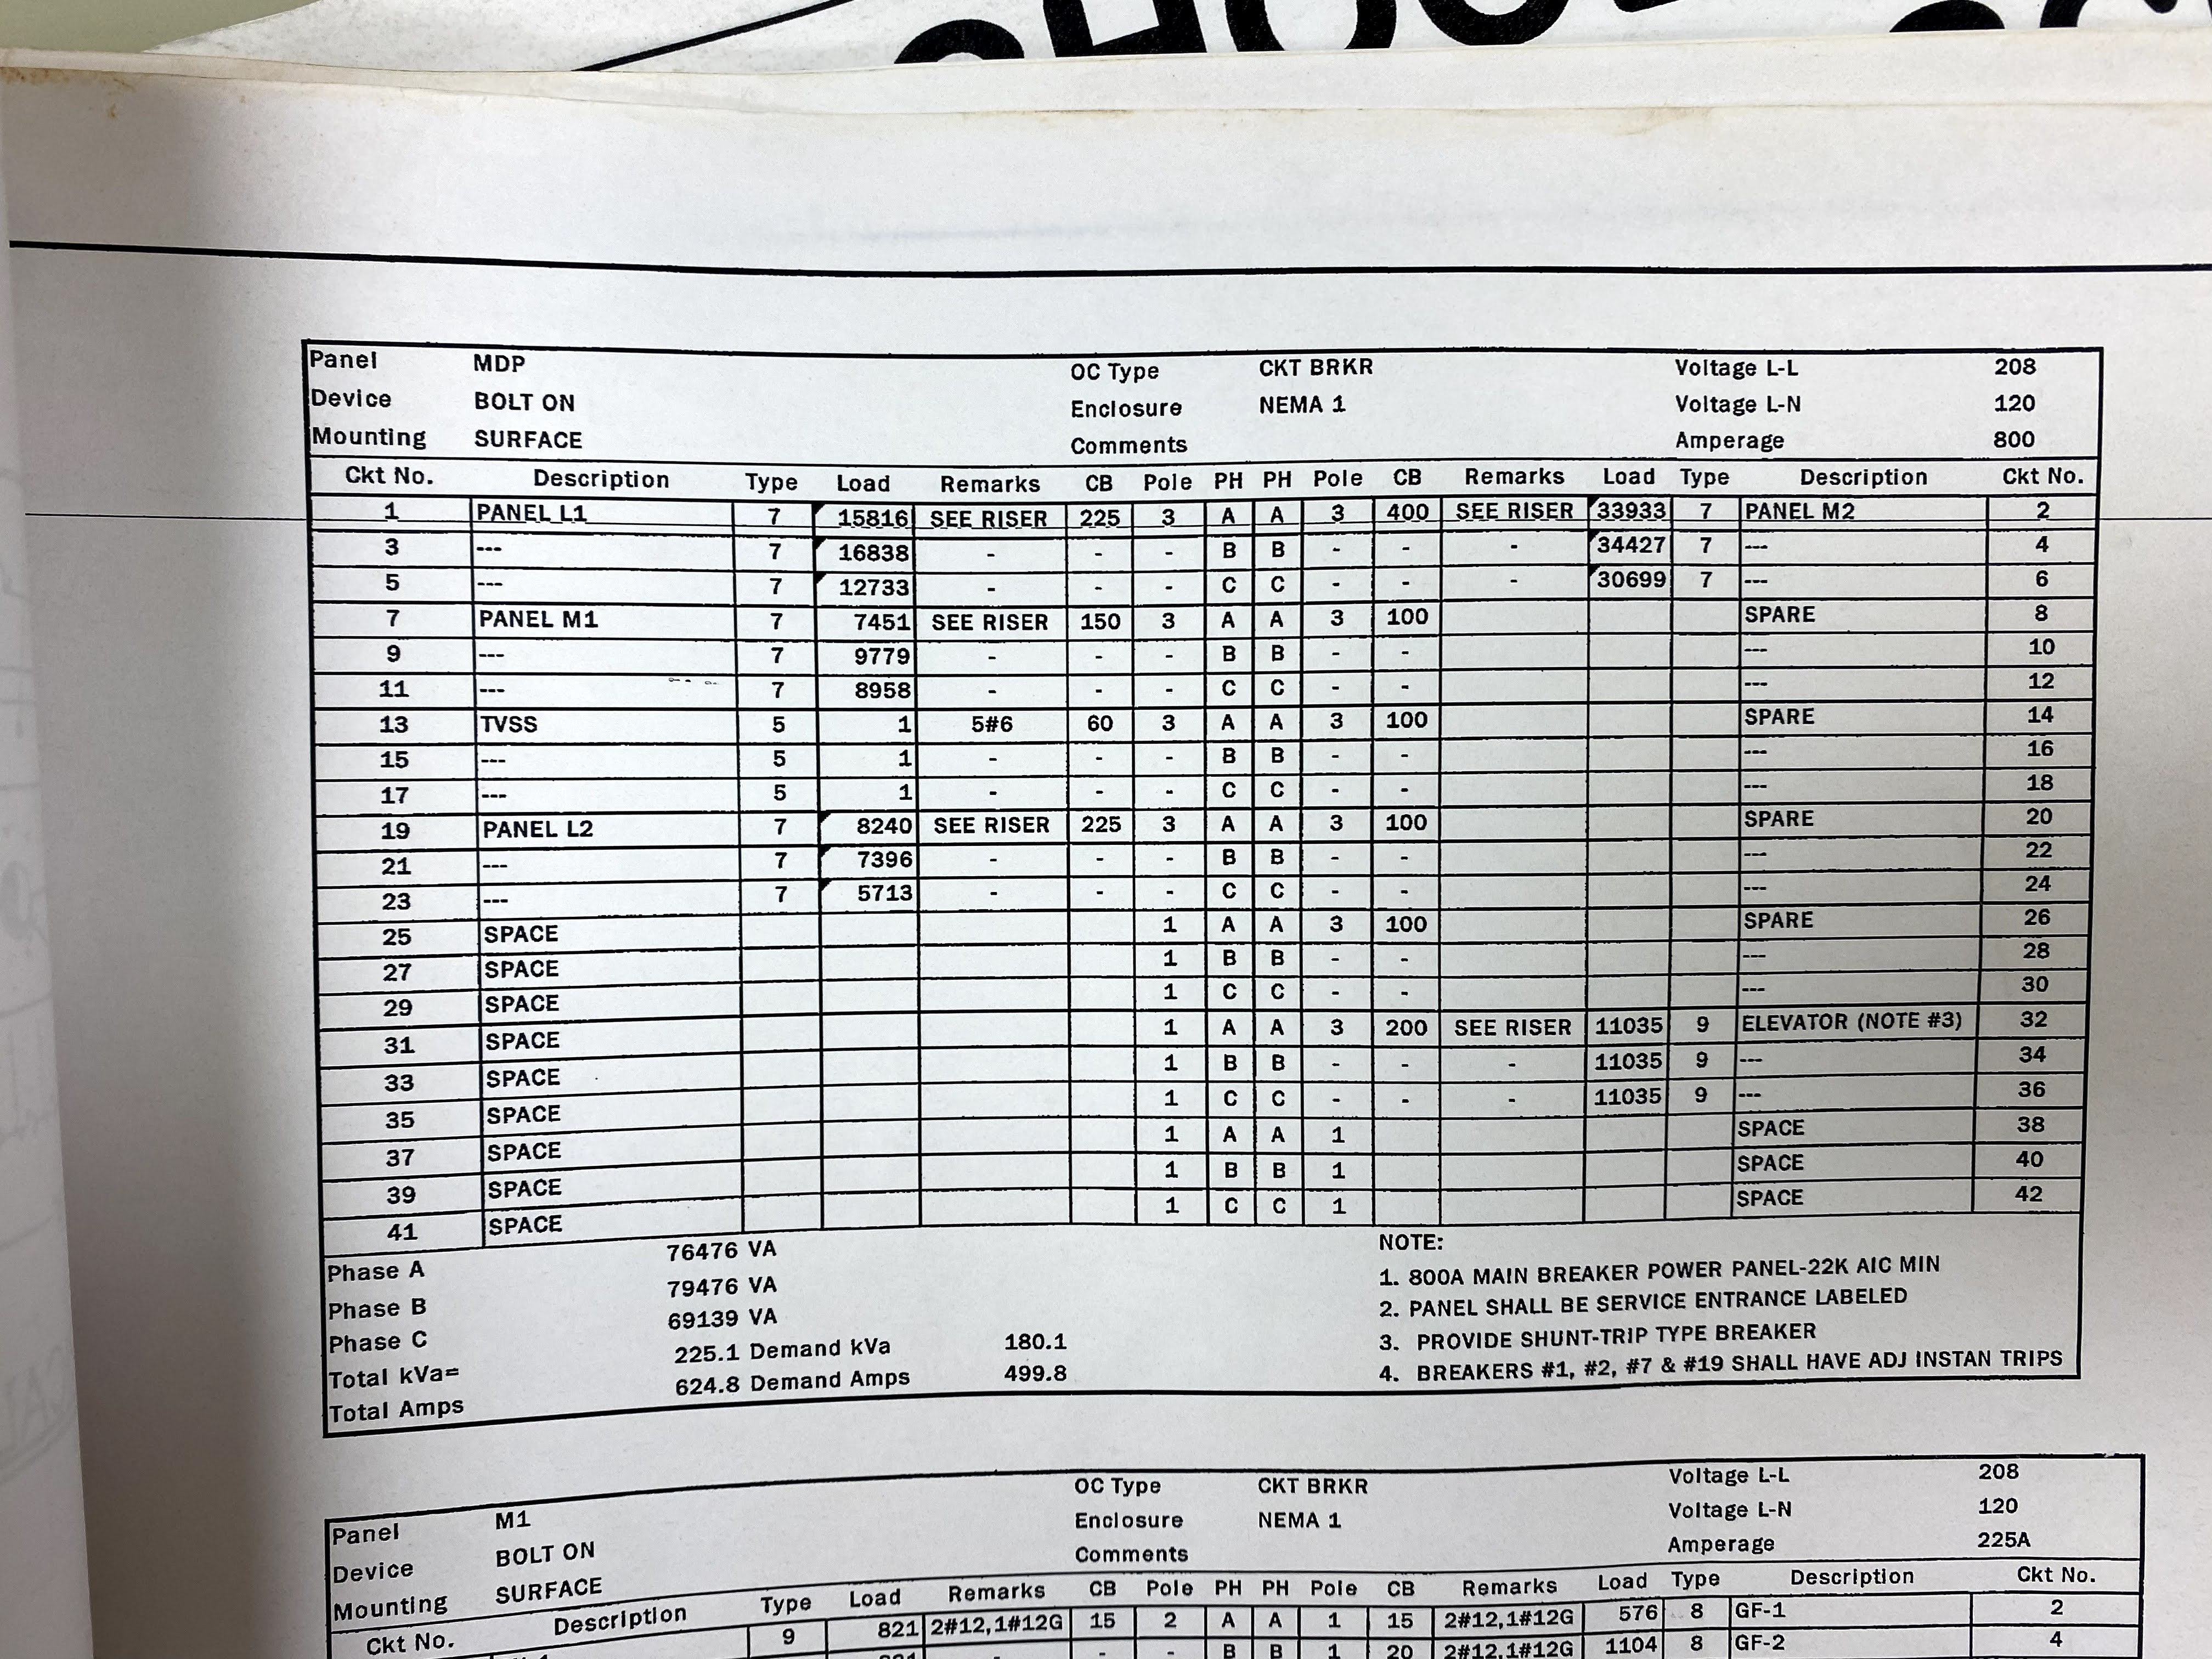 Panel MDP OC Type CKT BRKR Voltage L-L 208
Device BOLT ON Enclosure NEMA 1 Voltage L-N 120
Mounting SURFACE Comments Amperage 800
Ckt No. Description Type Load Remarks CB Pole PH PH Pole CB Remarks Load Type Description Ckt No.
1 PANEL L1 7 15816 SEE RISER 225 3 A A 3 400 SEE RISER 33933 7 PANEL M2 2
3 --- 7 16838 - - - B B - - - 34427 7 --- 4
5 --- 7 12733 - - - C C - - - 30699 7 --- 6
7 PANEL M1 7 7451 SEE RISER 150 3 A A 3 100 SPARE 8
9 --- 7 9779 - - - B B - - --- 10
11 --- 7 8958 - - - C C - - --- 12
13 TVSS 5 1 5#6 60 3 A A 3 100 SPARE 14
15 --- 5 1 - - - B B - - --- 16
17 --- 5 1 - - - C C - - --- 18
19 PANEL L2 7 8240 SEE RISER 225 3 A A 3 100 SPARE 20
21 --- 7 7396 - - - B B - - --- 22
23 --- 7 5713 - - - C C - - --- 24
25 SPACE 1 A A 3 100 SPARE 26
27 SPACE 1 B B - - --- 28
29 SPACE 1 C C - - --- 30
31 SPACE 1 A A 3 200 SEE RISER 11035 9 ELEVATOR (NOTE #3) 32
33 SPACE 1 B B - - - 11035 9 --- 34
35 SPACE 1 C C - - - 11035 9 --- 36
37 SPACE 1 A A 1 SPACE 38
39 SPACE 1 B B 1 SPACE 40
41 SPACE 1 C C 1 SPACE 42
Phase A 76476 VA
Phase B 79476 VA
Phase C 69139 VA
Total kVa= 225.1 Demand kVa 180.1
Total Amps 624.8 Demand Amps 499.8
NOTE:
1. 800A MAIN BREAKER POWER PANEL-22K AIC MIN
2. PANEL SHALL BE SERVICE ENTRANCE LABELED
3. PROVIDE SHUNT-TRIP TYPE BREAKER
4. BREAKERS #1, #2, #7 & #19 SHALL HAVE ADJ INSTAN TRIPS
Panel M1 OC Type CKT BRKR Voltage L-L 208
Device BOLT ON Enclosure NEMA 1 Voltage L-N 120
Mounting SURFACE Comments Amperage 225A
Ckt No. Description Type Load Remarks CB Pole PH PH Pole CB Remarks Load Type Description Ckt No.
9 821 2#12,1#12G 15 2 A A 1 15 2#12,1#12G 576 8 GF-1 2
- - - B B 1 20 2#12,1#12G 1104 8 GF-2 4